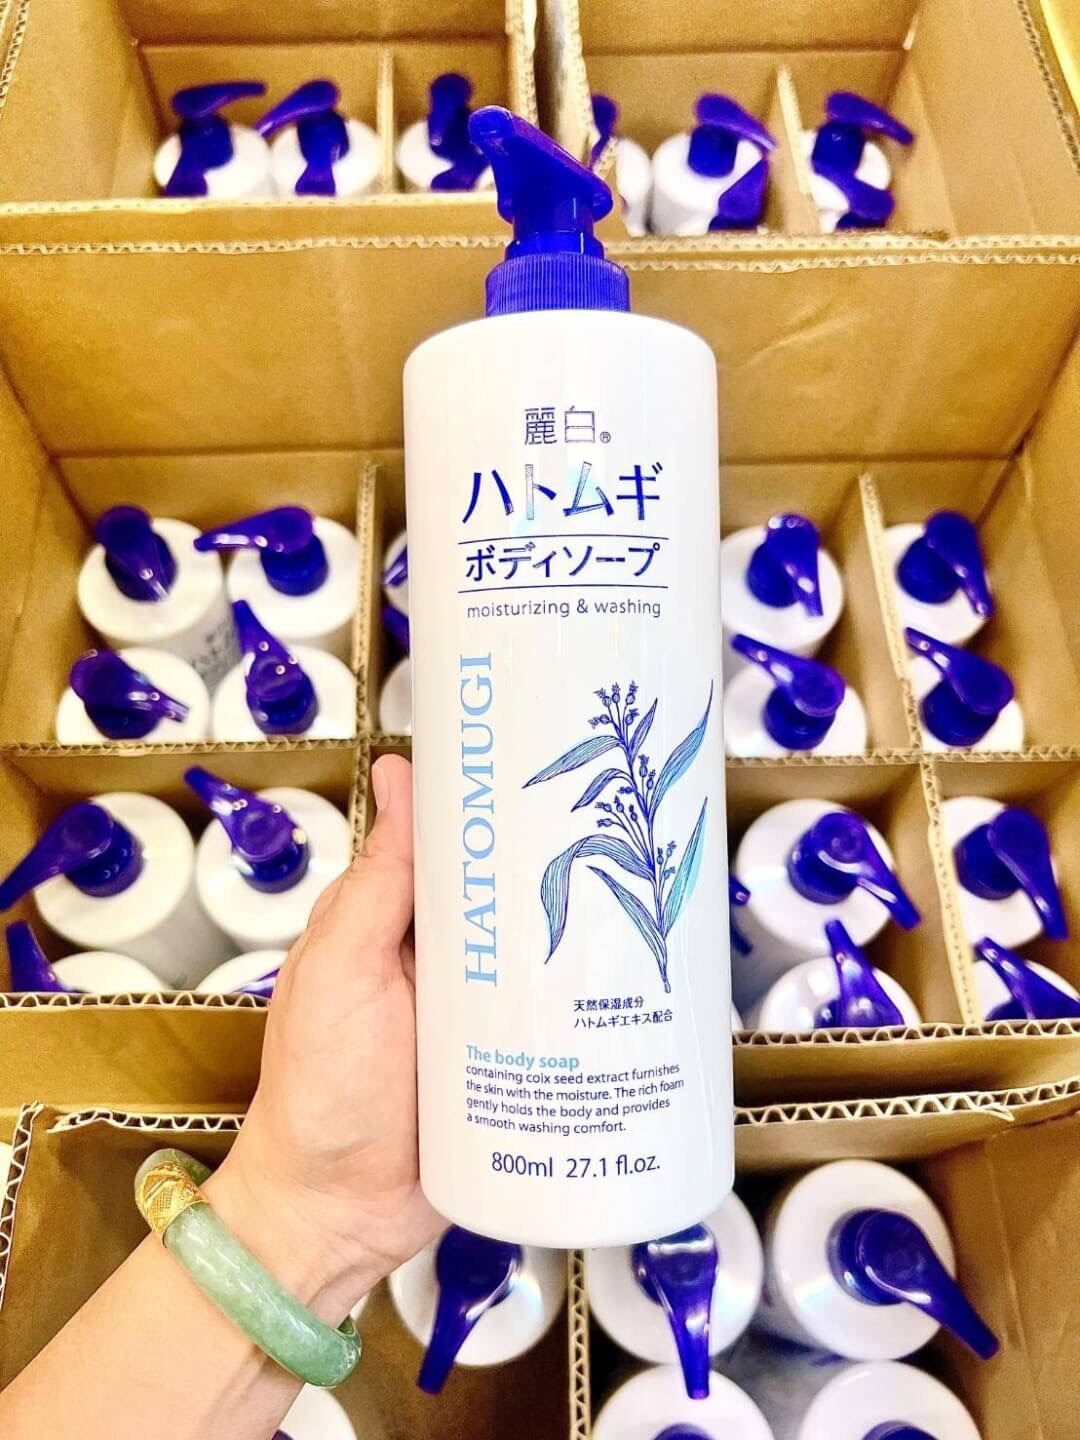 麗白®
ハトムギ
ボディソープ
moisturizing & washing
HATOMUGI
天然保湿成分
ハトムギエキス配合
The body soap
containing coix seed extract furnishes
the skin with the moisture. The rich foam
gently holds the body and provides
a smooth washing comfort.
800ml 27.1 fl.oz.